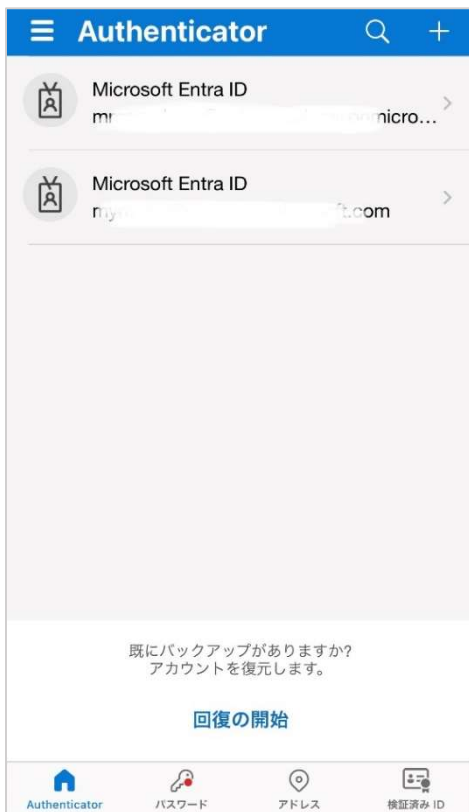 Authenticator
Microsoft Entra ID
micro...
Microsoft Entra ID
.com
既にバックアップがありますか?
アカウントを復元します。
回復の開始
Authenticator
パスワード
アドレス
検証済み ID